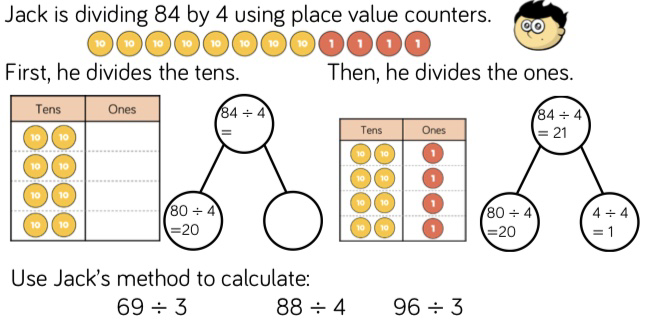 Jack is dividing 84 by 4 using place value counters.
10 10 10 10 10 10 10 10 1 1 1 1
First, he divides the tens.
Then, he divides the ones.
Tens Ones
10 10
10 10
10 10
10 10
84 ÷ 4
=
80 ÷ 4
=20
Tens Ones
10 10 1
10 10 1
10 10 1
10 10 1
84 ÷ 4
= 21
80 ÷ 4
=20
4 ÷ 4
= 1
Use Jack's method to calculate:
69 ÷ 3 88 ÷ 4 96 ÷ 3